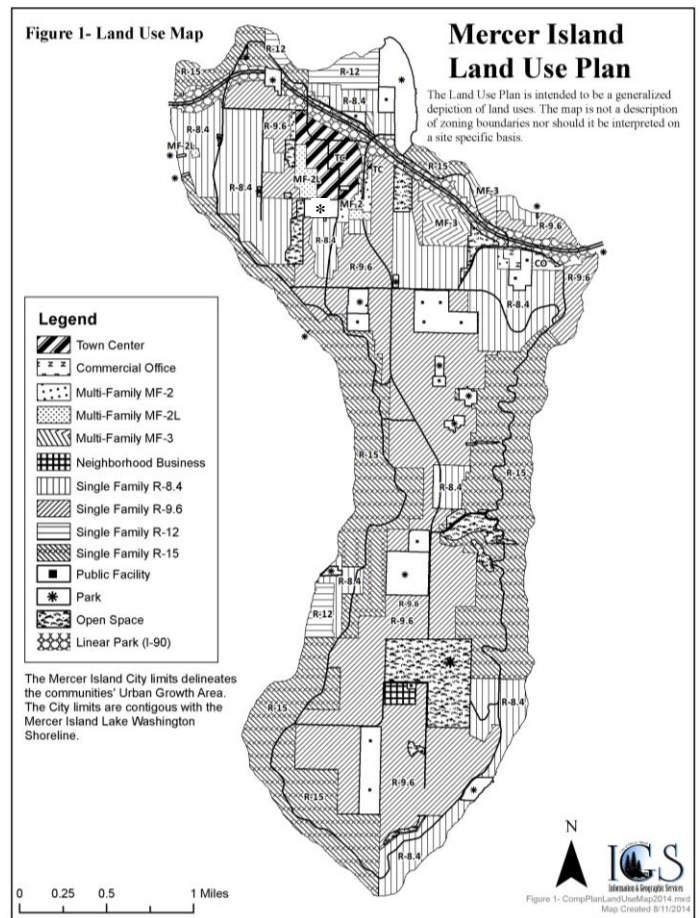 Figure 1- Land Use Map
Mercer Island
Land Use Plan
The Land Use Plan is intended to be a generalized
depiction of land uses. The map is not a description
of zoning boundaries nor should it be interpreted on
a site specific basis.
R-12
R-12
R-15
R-8.4
R-8.4
R-9.6
MF-2L
TC
TC
R-15
MF-2L
MF-3
R-8.4
MF-2
MF-3
R-9.6
R-8.4
R-9.6
CO
R-9.6
R-8.4
Legend
Town Center
Commercial Office
Multi-Family MF-2
Multi-Family MF-2L
Multi-Family MF-3
Neighborhood Business
Single Family R-8.4
Single Family R-9.6
Single Family R-12
Single Family R-15
Public Facility
Park
Open Space
Linear Park (I-90)
R-15
R-15
R-8.4
R-8.4
R-9.6
R-12
R-9.6
The Mercer Island City limits delineates
the communities' Urban Growth Area.
The City limits are contigous with the
Mercer Island Lake Washington
Shoreline.
R-15
R-8.4
R-9.6
R-15
R-8.4
N
IGS
Information & Geographic Services
0 0.25 0.5 1 Miles
Figure 1- CompPlanLandUseMap2014.mxd
Map Created 8/11/2014